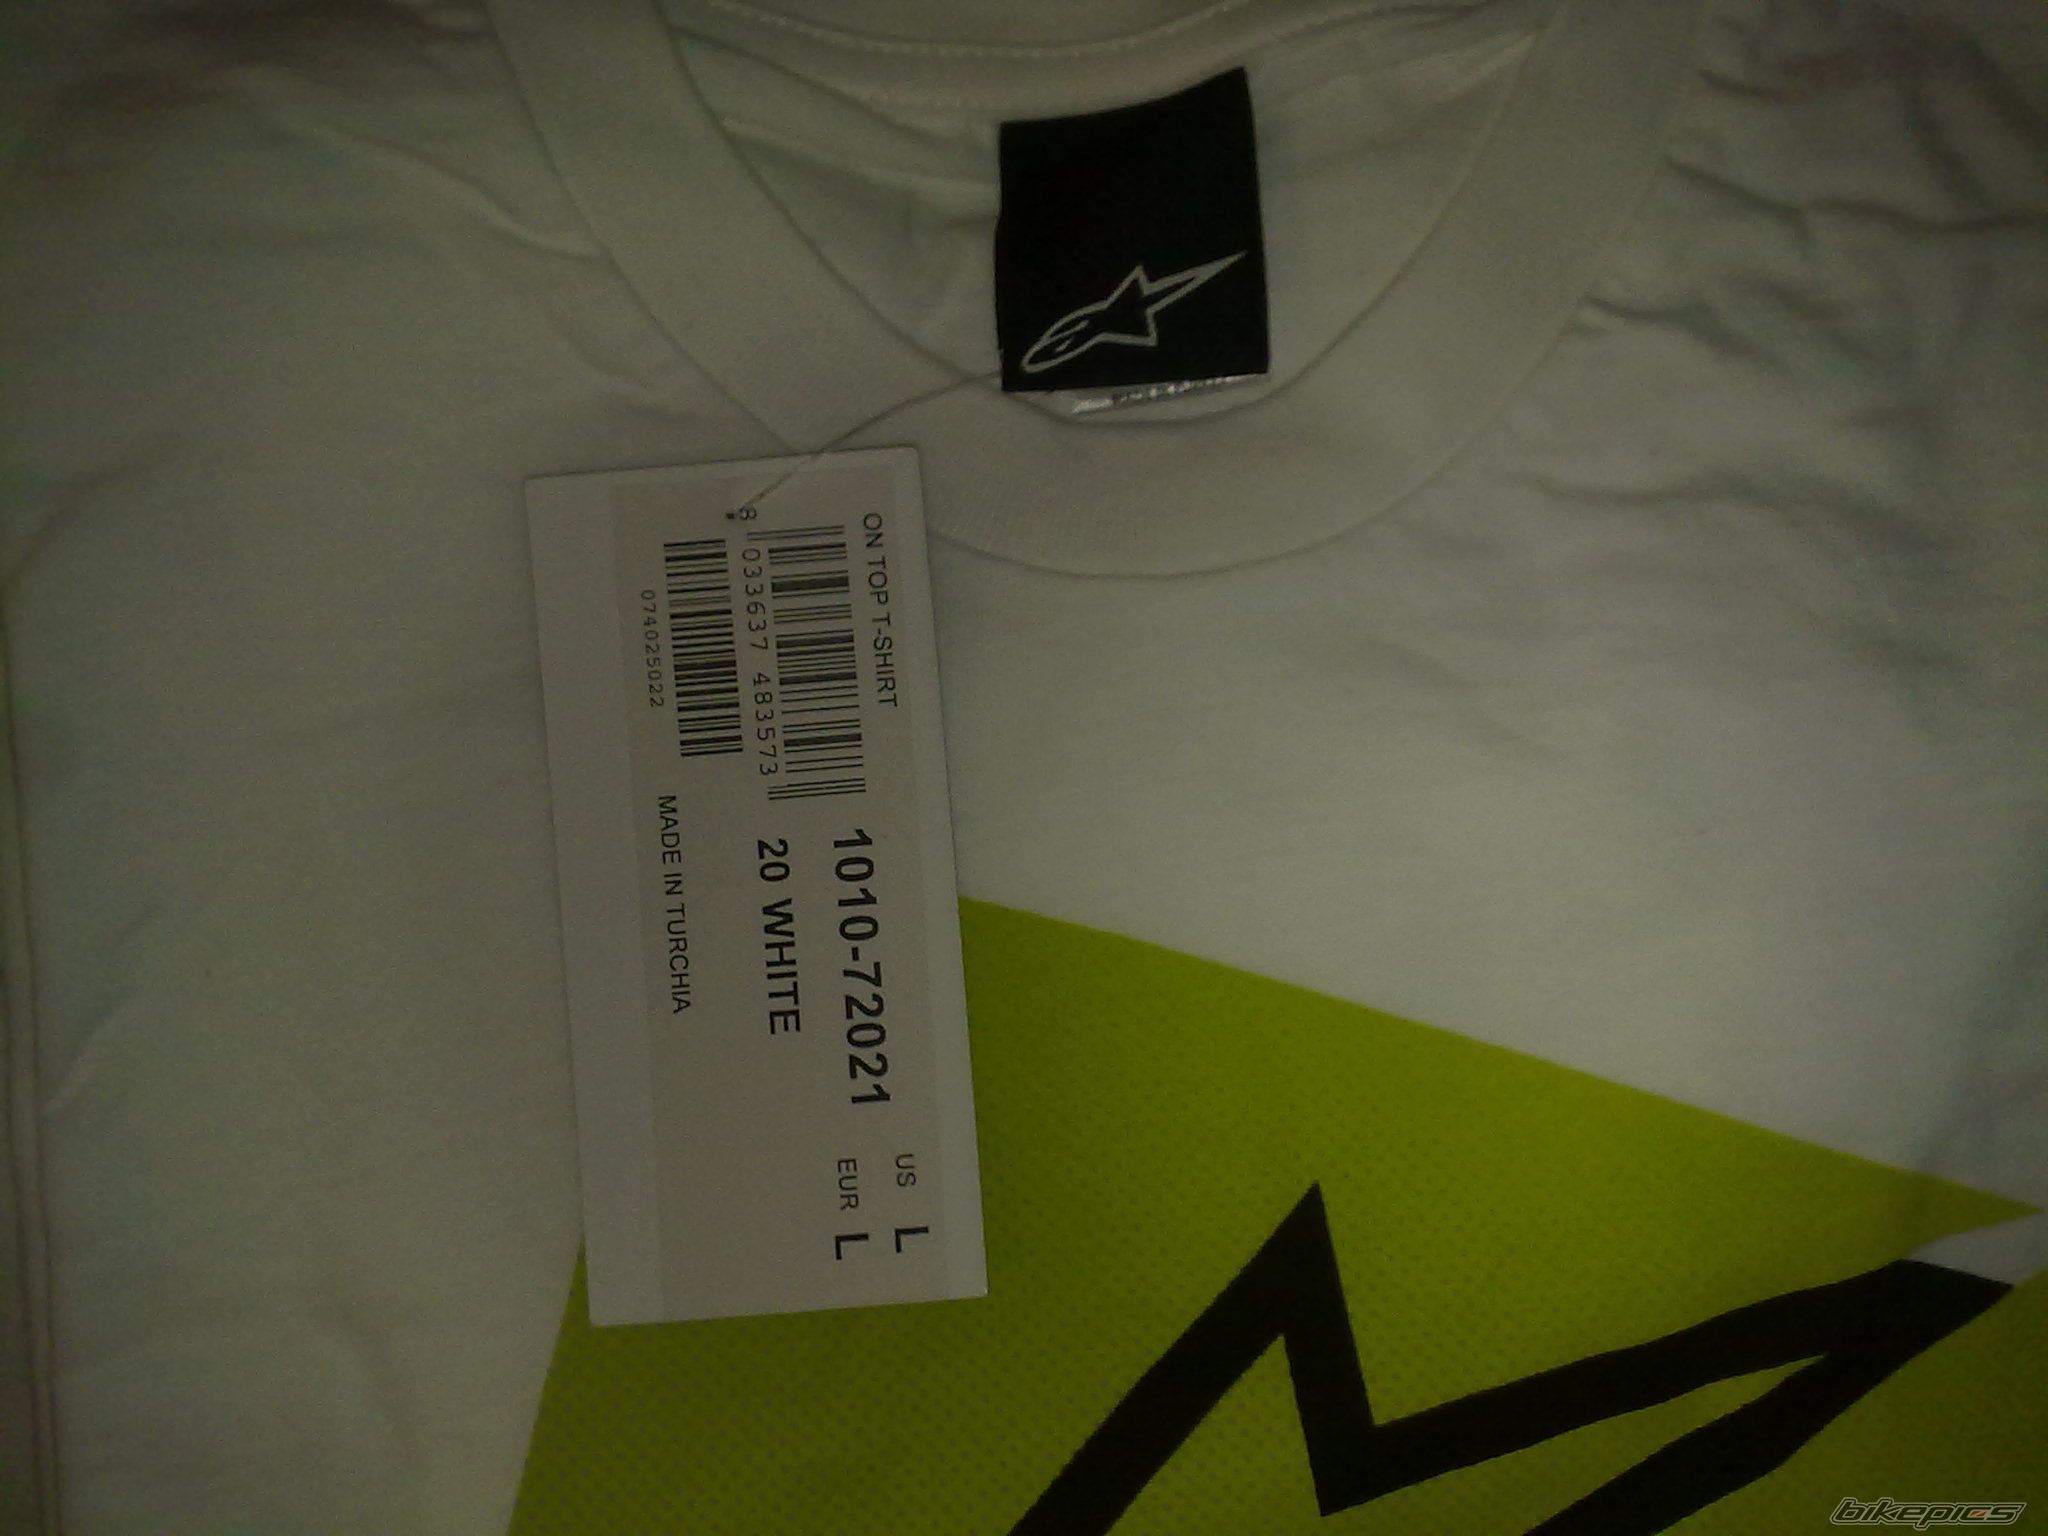 ON TOP T-SHIRT
8 033637 483573
074025022
1010-72021
20 WHITE
MADE IN TURCHIA
US L
EUR L
bikepics